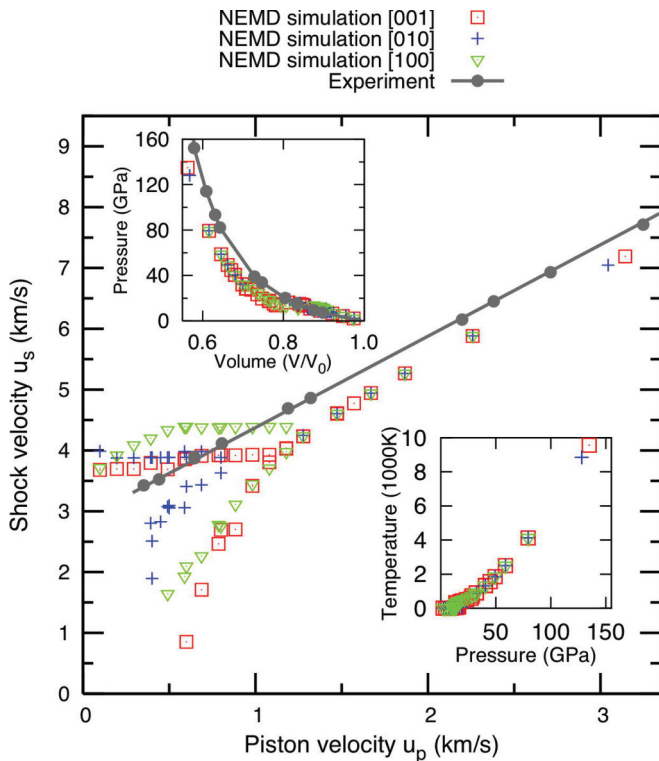 NEMD simulation [001]
NEMD simulation [010]
NEMD simulation [100]
Experiment
9
8
7
6
5
4
3
2
1
0
Shock velocity us (km/s)
0 1 2 3
Piston velocity up (km/s)
160
120
80
40
0
Pressure (GPa)
0.6 0.8 1.0
Volume (V/V0)
10
8
6
4
2
0
Temperature (1000K)
50 100 150
Pressure (GPa)